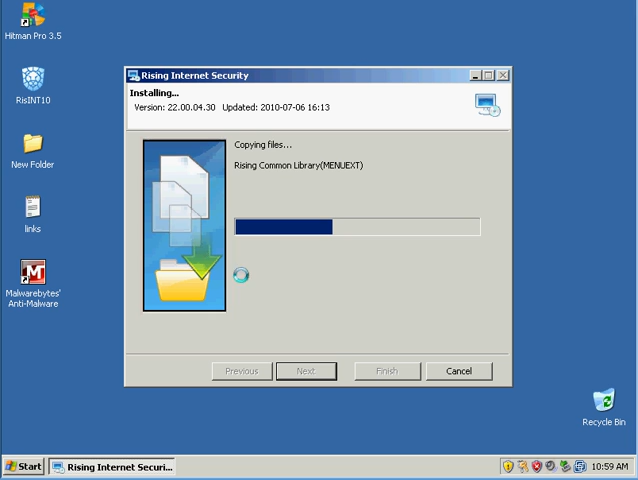 Hitman Pro 3.5
RisINT10
New Folder
links
Malwarebytes'
Anti-Malware
Rising Internet Security
Installing...
Version: 22.00.04.30 Updated: 2010-07-06 16:13
Copying files...
Rising Common Library(MENUEXT)
Previous
Next
Finish
Cancel
Recycle Bin
Start
Rising Internet Securi...
10:59 AM